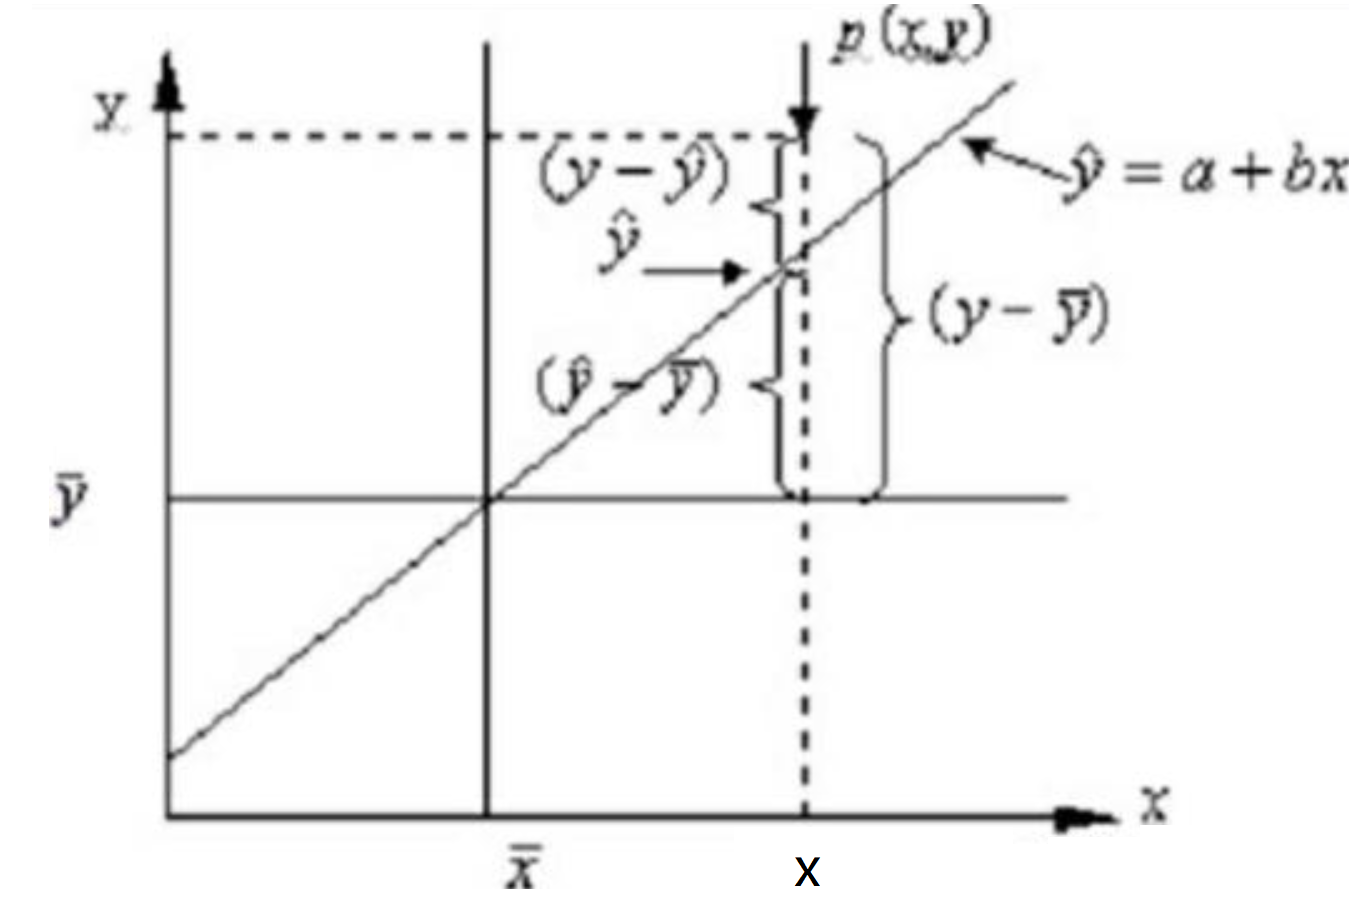 p(x,y)
y
(y − ŷ)
ŷ = a + bx
ŷ
(y − ȳ)
(ŷ − ȳ)
ȳ
x
x̄
x